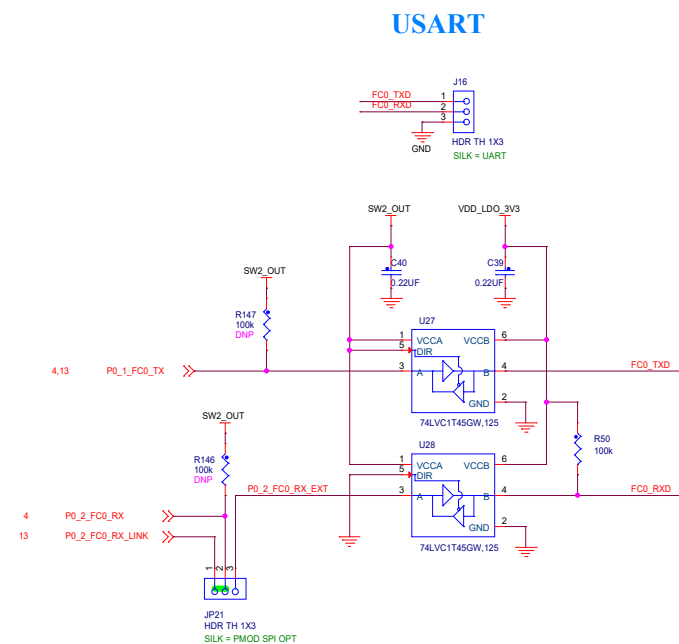 USART
J16
FC0_TXD
1
FC0_RXD
2
3
GND
HDR TH 1X3
SILK = UART
SW2_OUT
VDD_LDO_3V3
C40
C39
0.22UF
0.22UF
SW2_OUT
R147
100k
DNP
U27
1
VCCA
VCCB
6
5
DIR
4,13
P0_1_FC0_TX
3
A
B
4
FC0_TXD
GND
2
74LVC1T45GW,125
SW2_OUT
R146
100k
DNP
U28
R50
100k
1
VCCA
VCCB
6
5
DIR
P0_2_FC0_RX_EXT
3
A
B
4
FC0_RXD
4
P0_2_FC0_RX
GND
2
13
P0_2_FC0_RX_LINK
74LVC1T45GW,125
1
2
3
JP21
HDR TH 1X3
SILK = PMOD SPI OPT